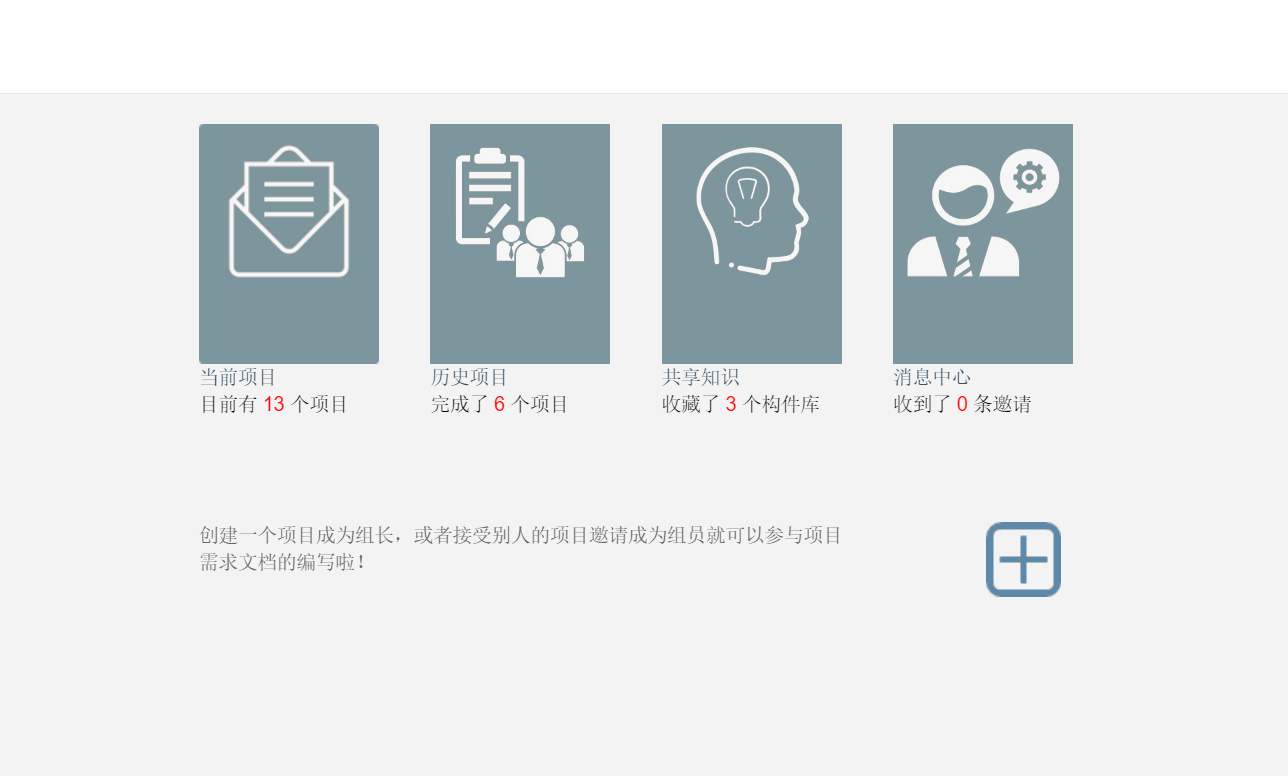 当前项目
目前有 13 个项目
历史项目
完成了 6 个项目
共享知识
收藏了 3 个构件库
消息中心
收到了 0 条邀请
创建一个项目成为组长，或者接受别人的项目邀请成为组员就可以参与项目
需求文档的编写啦！